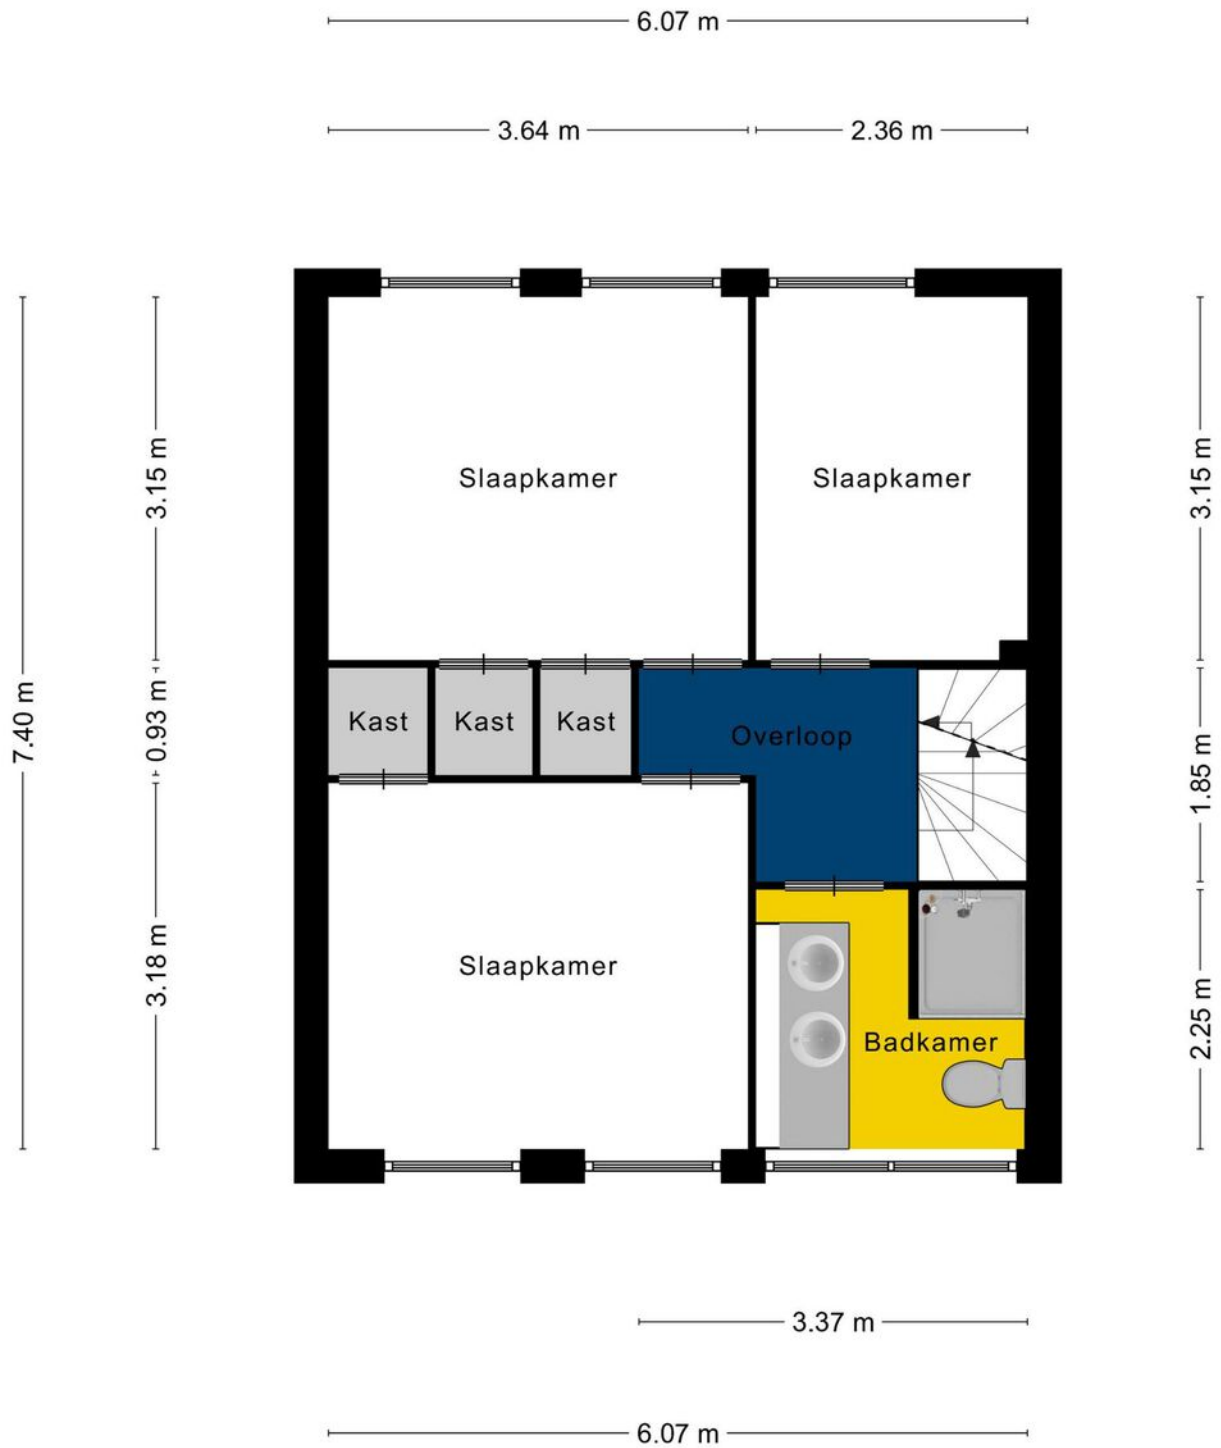 6.07 m
3.64 m
2.36 m
7.40 m
3.15 m
0.93 m
3.18 m
3.15 m
1.85 m
2.25 m
Slaapkamer
Slaapkamer
Kast
Kast
Kast
Overloop
Slaapkamer
Badkamer
3.37 m
6.07 m